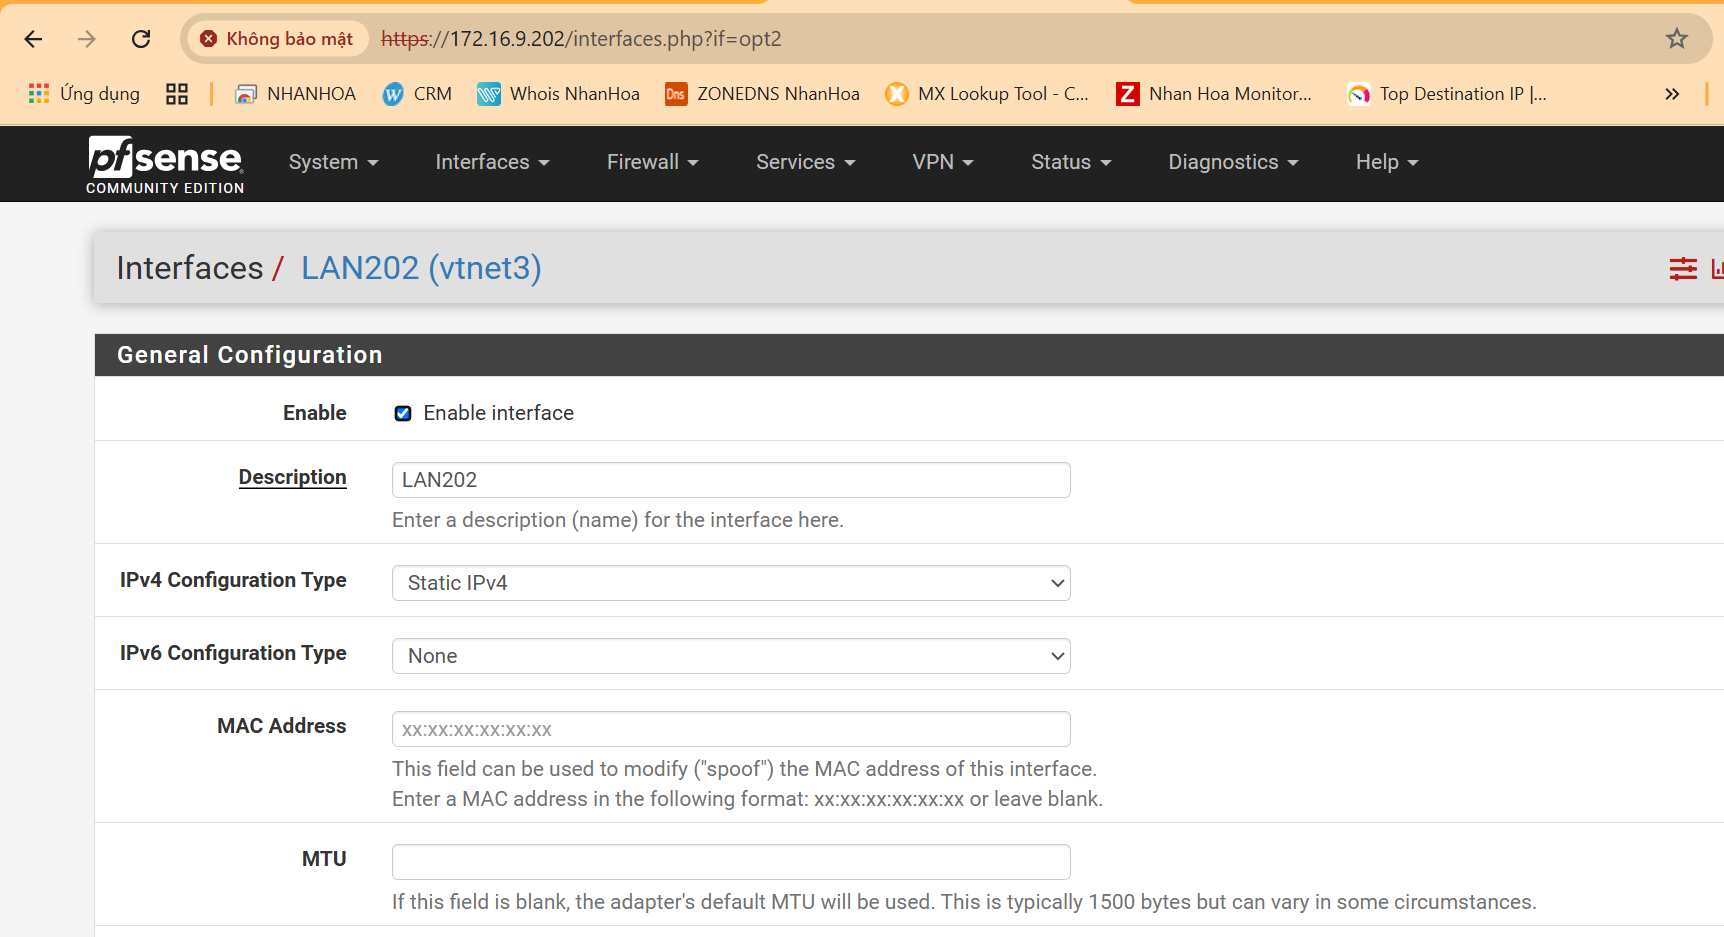 Không bảo mật https://172.16.9.202/interfaces.php?if=opt2
Ứng dụng NHANHOA CRM Whois NhanHoa ZONEDNS NhanHoa MX Lookup Tool - C... Nhan Hoa Monitor... Top Destination IP |...
pfsense System Interfaces Firewall Services VPN Status Diagnostics Help
COMMUNITY EDITION
Interfaces / LAN202 (vtnet3)
General Configuration
Enable Enable interface
Description LAN202
Enter a description (name) for the interface here.
IPv4 Configuration Type Static IPv4
IPv6 Configuration Type None
MAC Address xx:xx:xx:xx:xx:xx
This field can be used to modify ("spoof") the MAC address of this interface.
Enter a MAC address in the following format: xx:xx:xx:xx:xx:xx or leave blank.
MTU
If this field is blank, the adapter's default MTU will be used. This is typically 1500 bytes but can vary in some circumstances.